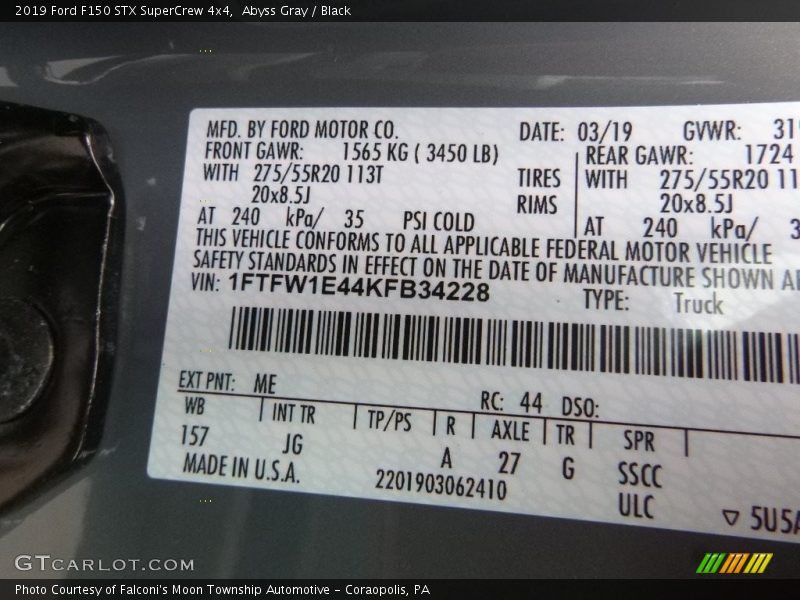 2019 Ford F150 STX SuperCrew 4x4,  Abyss Gray / Black
MFD. BY FORD MOTOR CO. DATE: 03/19 GVWR:
FRONT GAWR: 1565 KG ( 3450 LB) REAR GAWR: 1724
WITH 275/55R20 113T TIRES WITH 275/55R20
20x8.5J RIMS 20x8.5J
AT 240 kPa/ 35 PSI COLD AT 240 kPa/
THIS VEHICLE CONFORMS TO ALL APPLICABLE FEDERAL MOTOR VEHICLE
SAFETY STANDARDS IN EFFECT ON THE DATE OF MANUFACTURE SHOWN
VIN: 1FTFW1E44KFB34228 TYPE: Truck
EXT PNT: ME RC: 44 DSO:
WB INT TR TP/PS R AXLE TR SPR
157 JG A 27 G SSCC
MADE IN U.S.A. 2201903062410 ULC
▽ 5U5A
GTCARLOT.COM
Photo Courtesy of Falconi's Moon Township Automotive - Coraopolis, PA